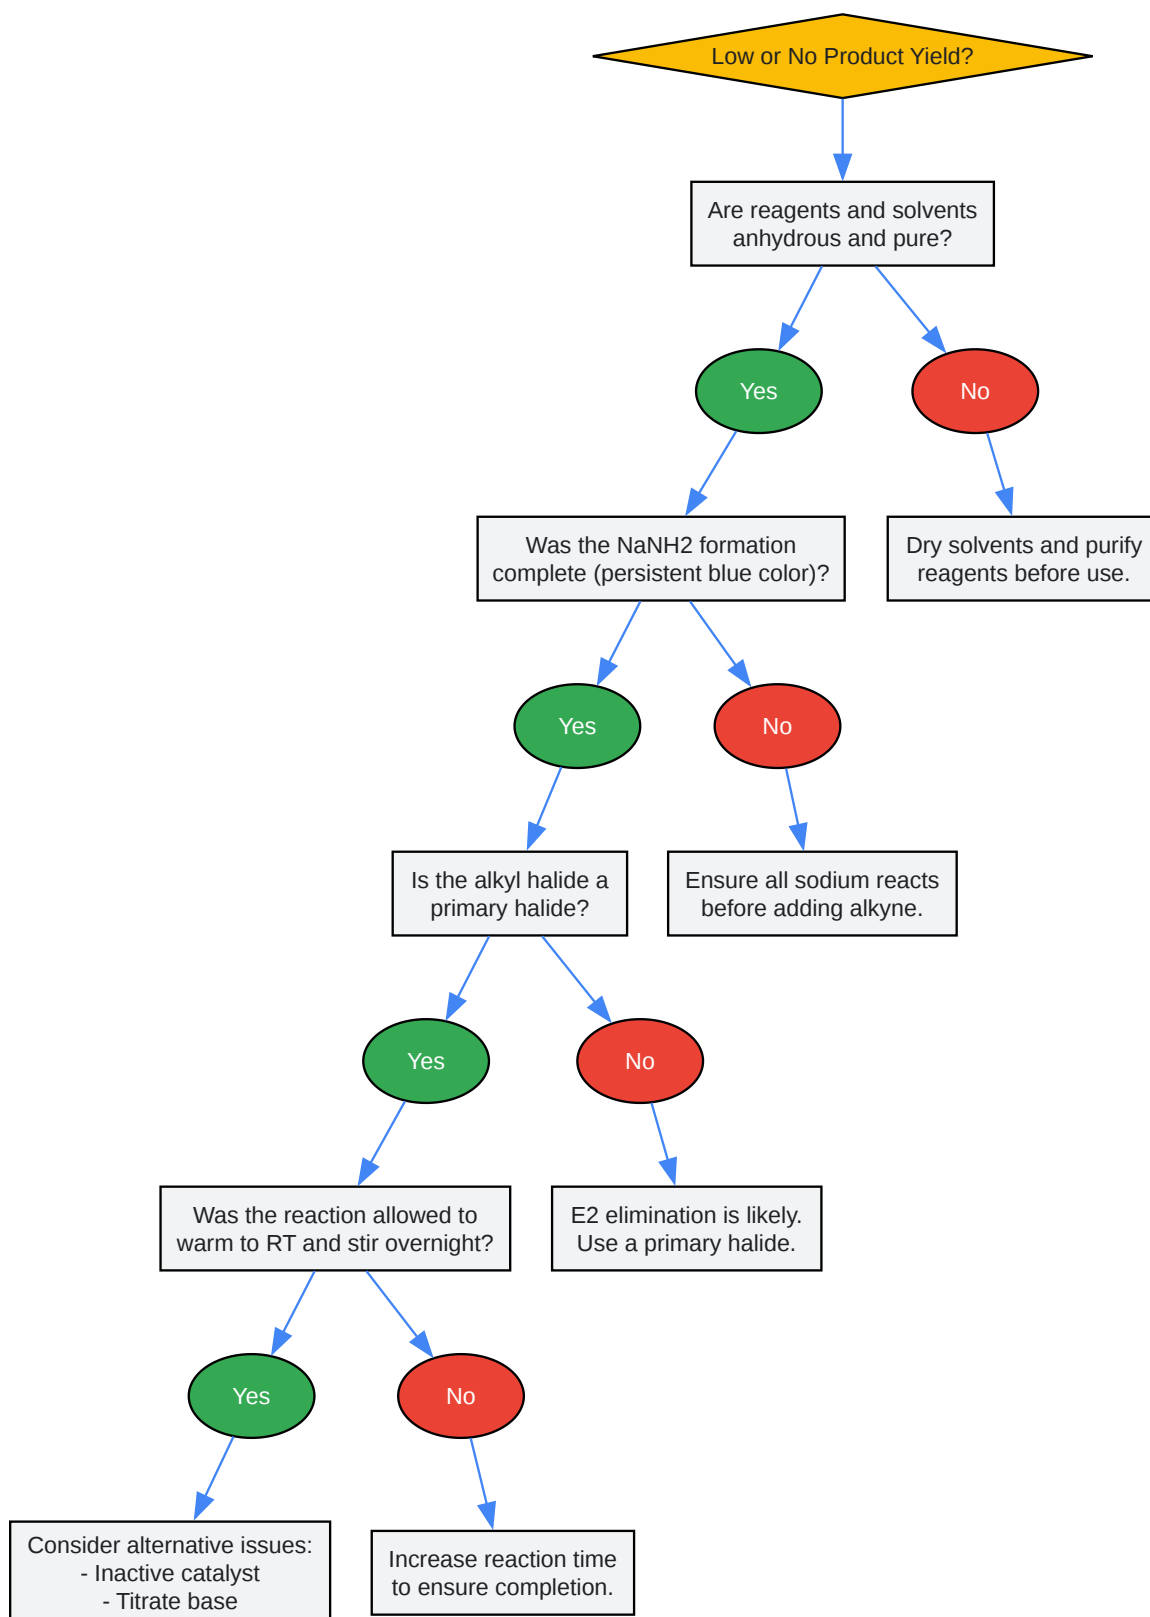 Low or No Product Yield?
Are reagents and solvents
anhydrous and pure?
Yes
No
Was the NaNH2 formation
complete (persistent blue color)?
Dry solvents and purify
reagents before use.
Yes
No
Is the alkyl halide a
primary halide?
Ensure all sodium reacts
before adding alkyne.
Yes
No
Was the reaction allowed to
warm to RT and stir overnight?
E2 elimination is likely.
Use a primary halide.
Yes
No
Consider alternative issues:
- Inactive catalyst
- Titrate base
Increase reaction time
to ensure completion.